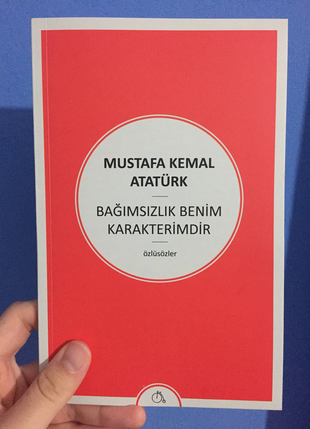 MUSTAFA KEMAL
ATATÜRK
BAĞIMSIZLIK BENİM
KARAKTERİMDİR
özlüsözler